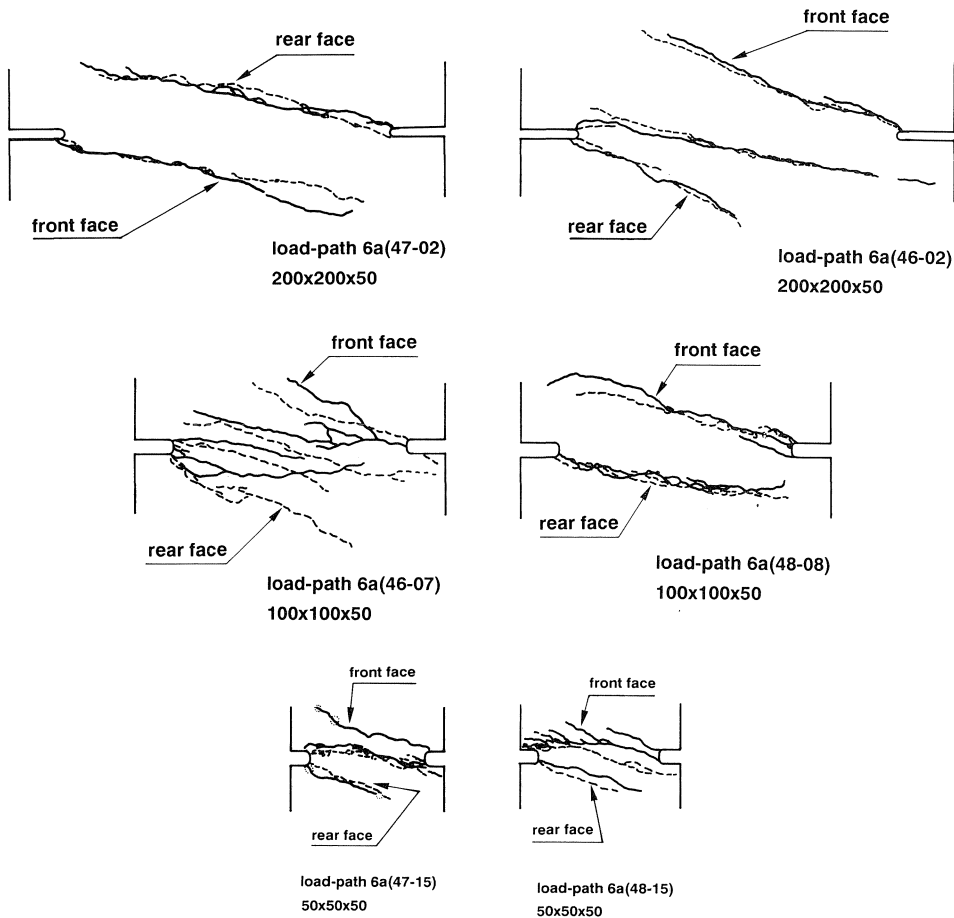 rear face
front face
load-path 6a(47-02)
200x200x50
front face
rear face
load-path 6a(46-02)
200x200x50
front face
rear face
load-path 6a(46-07)
100x100x50
front face
rear face
load-path 6a(48-08)
100x100x50
front face
rear face
load-path 6a(47-15)
50x50x50
front face
rear face
load-path 6a(48-15)
50x50x50